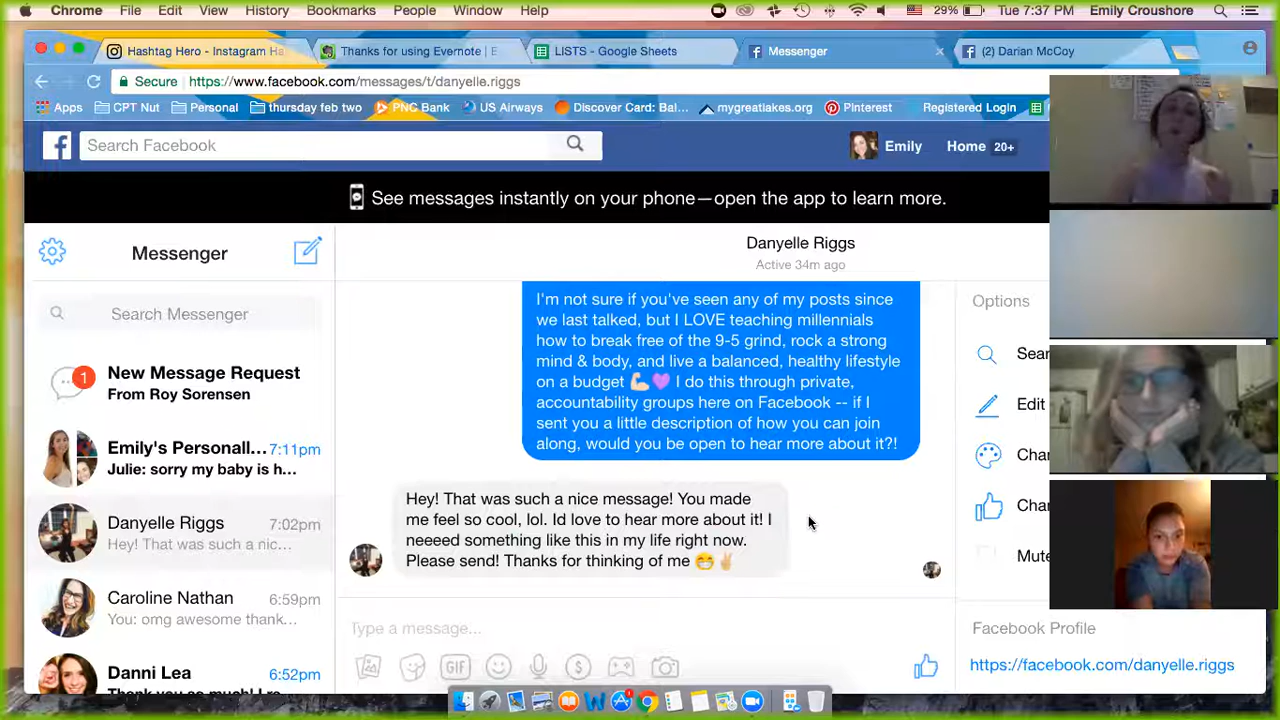 Chrome File Edit View History Bookmarks People Window Help 29% Tue 7:37 PM Emily Croushore
Hashtag Hero - Instagram Ha Thanks for using Evernote | E LISTS - Google Sheets Messenger (2) Darian McCoy
Secure https://www.facebook.com/messages/t/danyelle.riggs
Apps CPT Nut Personal thursday feb two PNC Bank US Airways Discover Card: Bal... mygreatlakes.org Pinterest Registered Login
Search Facebook Emily Home 20+
See messages instantly on your phone—open the app to learn more.
Messenger
Danyelle Riggs
Active 34m ago
Search Messenger
1 New Message Request
From Roy Sorensen
Emily's Personall... 7:11pm
Julie: sorry my baby is h...
Danyelle Riggs 7:02pm
Hey! That was such a nic...
Caroline Nathan 6:59pm
You: omg awesome thank...
Danni Lea 6:52pm
I'm not sure if you've seen any of my posts since
we last talked, but I LOVE teaching millennials
how to break free of the 9-5 grind, rock a strong
mind & body, and live a balanced, healthy lifestyle
on a budget 💪🏻💜 I do this through private,
accountability groups here on Facebook -- if I
sent you a little description of how you can join
along, would you be open to hear more about it?!
Hey! That was such a nice message! You made
me feel so cool, lol. Id love to hear more about it! I
neeeed something like this in my life right now.
Please send! Thanks for thinking of me 😁✌🏼
Type a message...
GIF
Options
Sear
Edit
Char
Char
Mute
Facebook Profile
https://facebook.com/danyelle.riggs